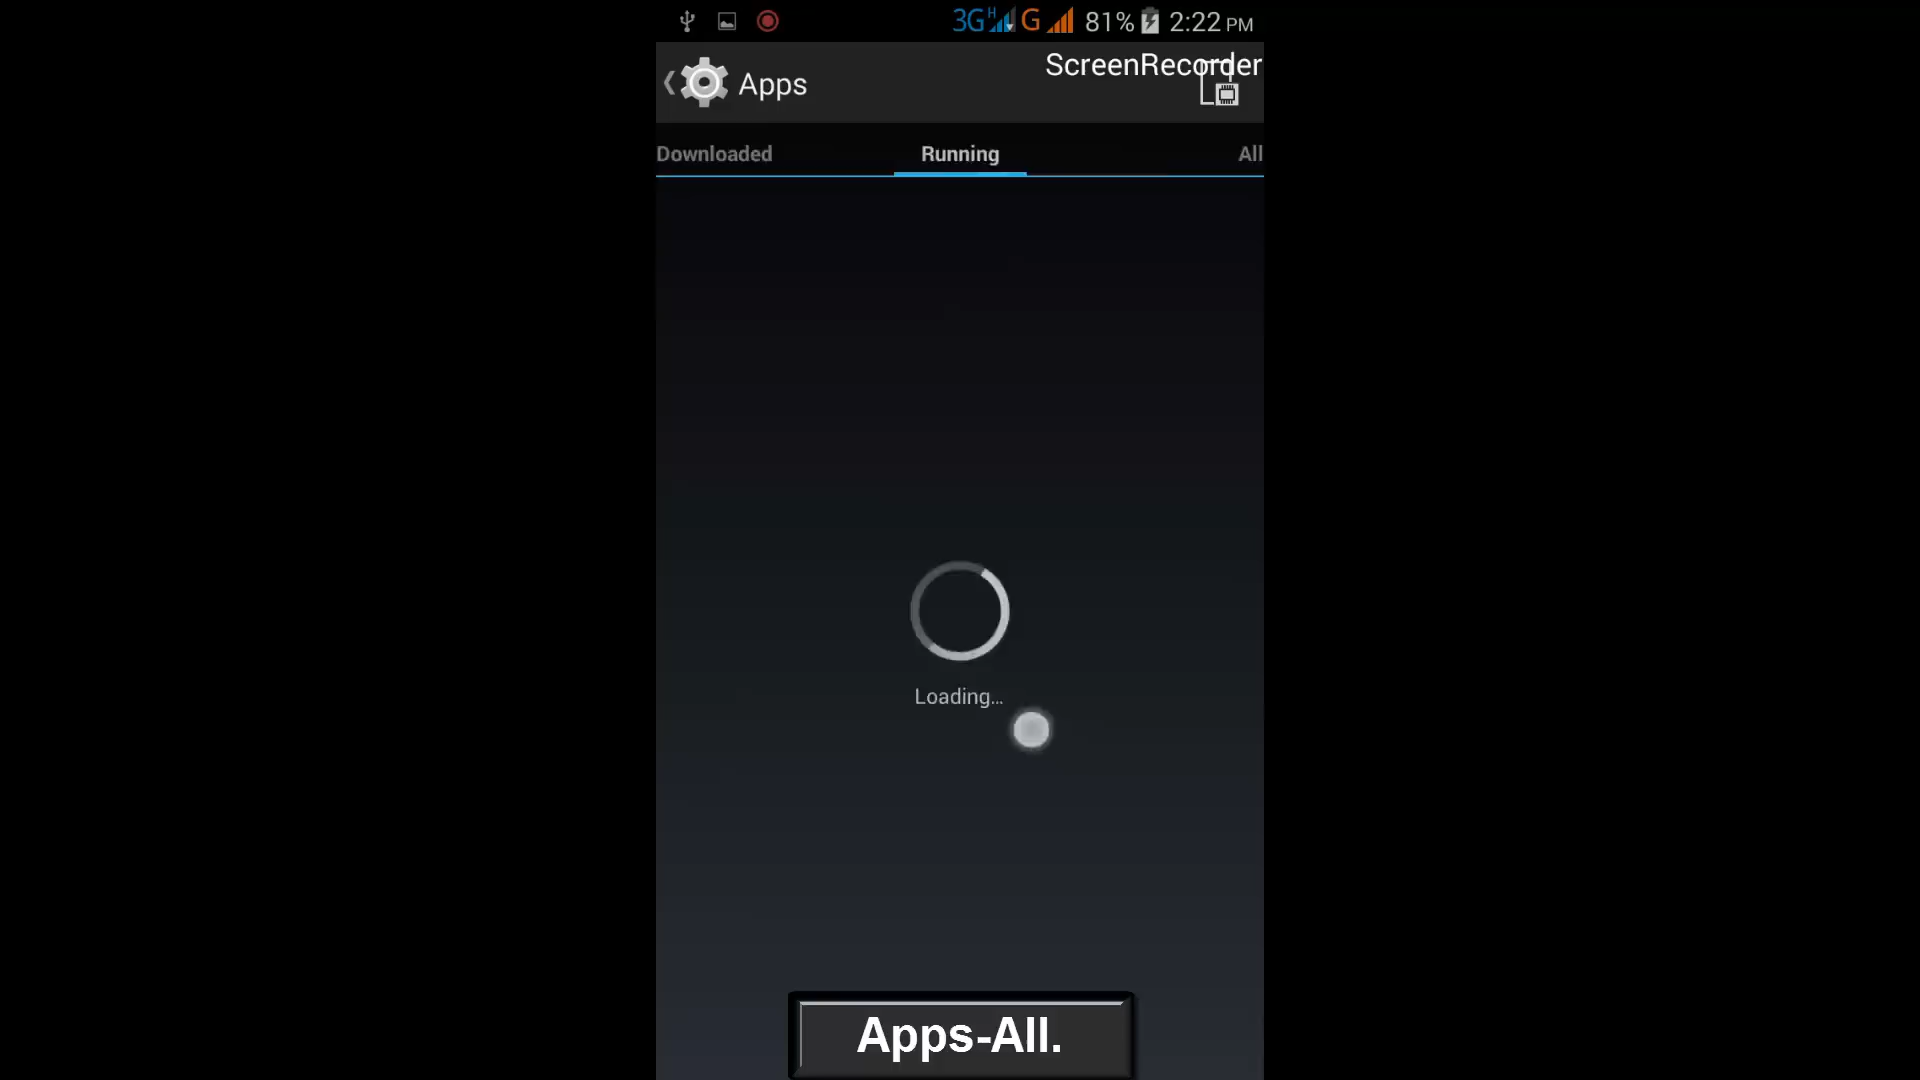 3G H G 81% 2:22 PM
Apps
ScreenRecorder
Downloaded Running All
Loading...
Apps-All.